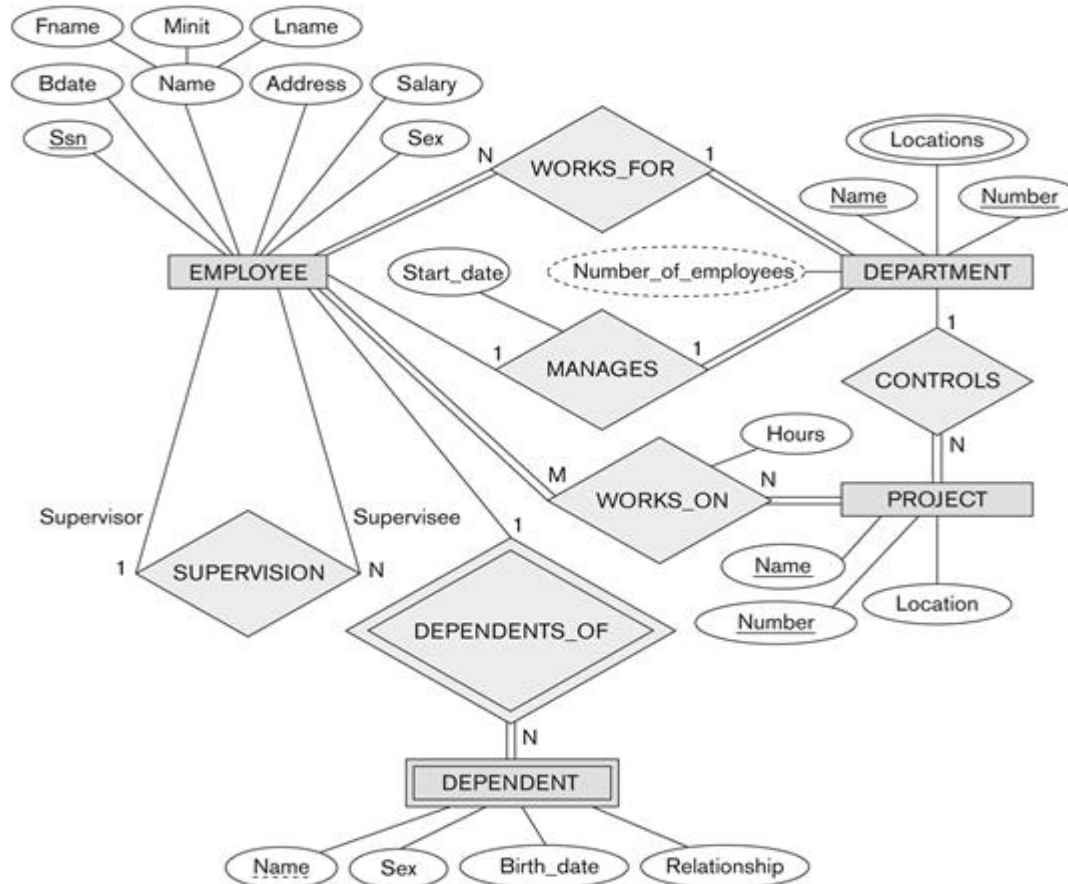 Fname
Minit
Lname
Bdate
Name
Address
Salary
Ssn
Sex
N
WORKS_FOR
1
Locations
Name
Number
EMPLOYEE
Start_date
Number_of_employees
DEPARTMENT
1
MANAGES
1
1
CONTROLS
N
Hours
M
WORKS_ON
N
PROJECT
Supervisor
Supervisee
1
SUPERVISION
N
1
Name
Number
Location
DEPENDENTS_OF
N
DEPENDENT
Name
Sex
Birth_date
Relationship